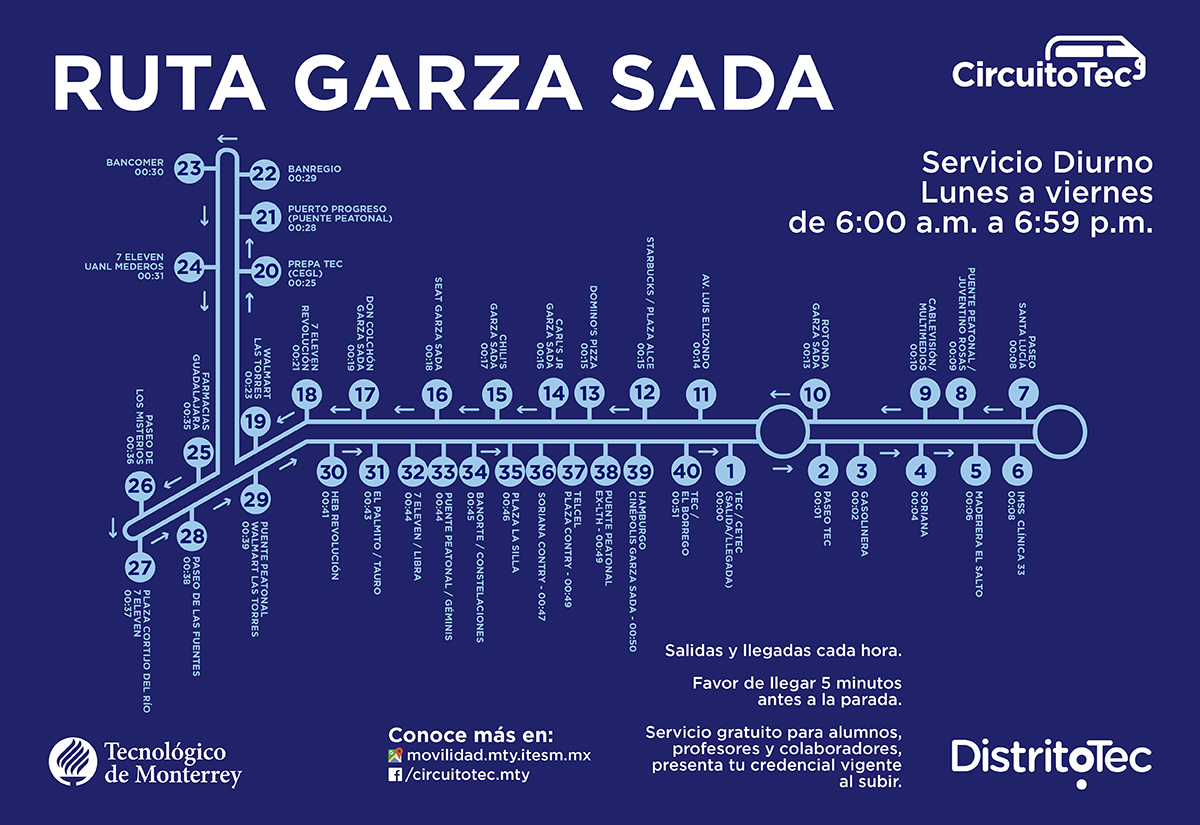 RUTA GARZA SADA
CircuitoTec
Servicio Diurno
Lunes a viernes
de 6:00 a.m. a 6:59 p.m.
BANCOMER
00:30
23
22
BANREGIO
00:29
21
PUERTO PROGRESO
(PUENTE PEATONAL)
00:28
7 ELEVEN
UANL MEDEROS
00:31
24
20
PREPA TEC
(CEGL)
00:25
PASEO DE
LOS MISTERIOS
00:36
26
FARMACIAS
GUADALAJARA
00:35
25
WALMART
LAS TORRES
00:23
19
7 ELEVEN
REVOLUCIÓN
00:21
18
DON COLCHÓN
GARZA SADA
00:19
17
SEAT GARZA SADA
00:18
16
CHILI'S
GARZA SADA
00:17
15
CARL'S JR
GARZA SADA
00:16
14
DOMINO'S PIZZA
00:15
13
STARBUCKS / PLAZA ALCE
00:15
12
AV. LUIS ELIZONDO
00:14
11
ROTONDA
GARZA SADA
00:13
10
CABLEVISIÓN/
MULTIMEDIOS
00:10
9
PUENTE PEATONAL /
JUVENTINO ROSAS
00:09
8
PASEO
SANTA LUCÍA
00:08
7
27
PLAZA CORTIJO DEL RÍO
7 ELEVEN
00:37
28
PASEO DE LAS FUENTES
00:38
29
PUENTE PEATONAL
WALMART LAS TORRES
00:39
30
HEB REVOLUCIÓN
00:41
31
EL PALMITO / TAURO
00:43
32
7 ELEVEN / LIBRA
00:44
33
PUENTE PEATONAL / GÉMINIS
00:44
34
BANORTE / CONSTELACIONES
00:45
35
PLAZA LA SILLA
00:46
36
SORIANA CONTRY - 00:47
37
TELCEL
PLAZA CONTRY - 00:49
38
PUENTE PEATONAL
EX-LTH - 00:49
39
HAMBURGO
CINÉPOLIS GARZA SADA - 00:50
40
TEC /
EL BORREGO
00:51
1
TEC / CETEC
(SALIDA/LLEGADA)
00:00
2
PASEO TEC
00:01
3
GASOLINERA
00:02
4
SORIANA
00:04
5
MADERERA EL SALTO
00:06
6
IMSS. CLÍNICA 33
00:08
Salidas y llegadas cada hora.
Favor de llegar 5 minutos
antes a la parada.
Servicio gratuito para alumnos,
profesores y colaboradores,
presenta tu credencial vigente
al subir.
Tecnológico
de Monterrey
Conoce más en:
movilidad.mty.itesm.mx
/circuitotec.mty
DistritoTec